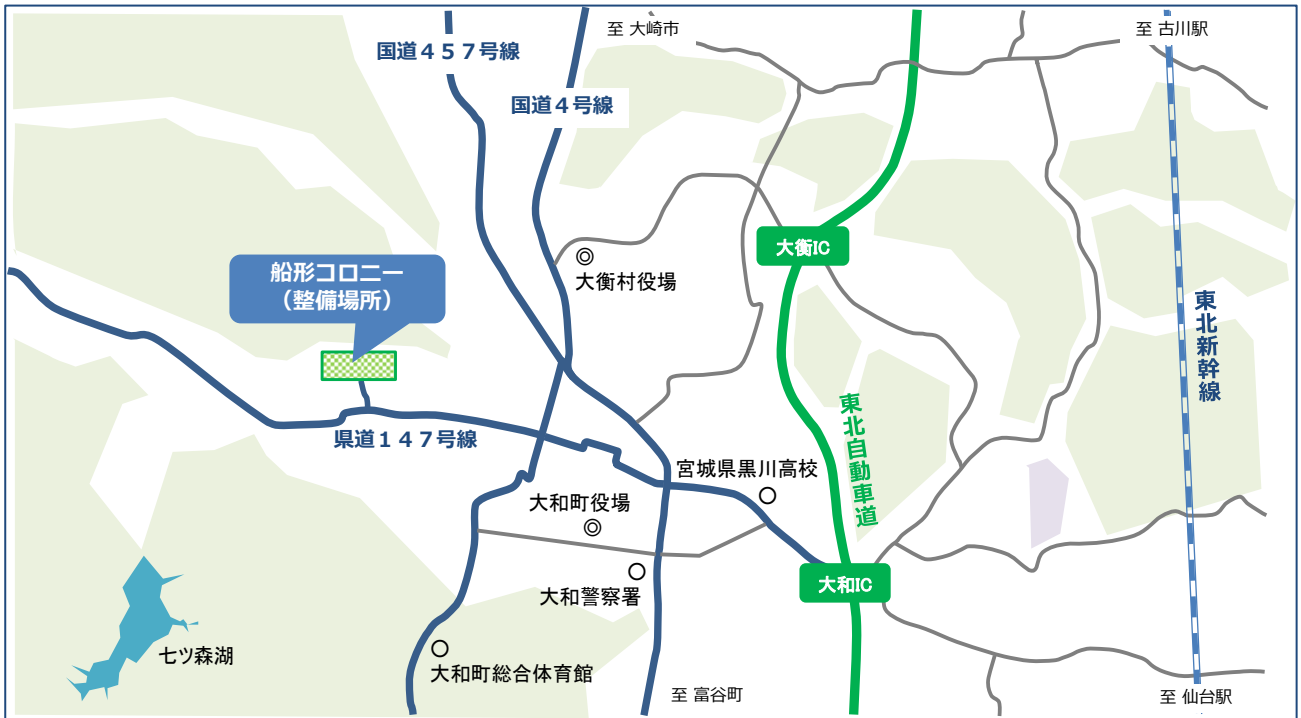 至 大崎市
至 古川駅
国道４５７号線
国道４号線
大衡IC
船形コロニー
（整備場所）
大衡村役場
東北新幹線
東北自動車道
県道１４７号線
宮城県黒川高校
大和町役場
大和IC
大和警察署
七ツ森湖
大和町総合体育館
至 富谷町
至 仙台駅